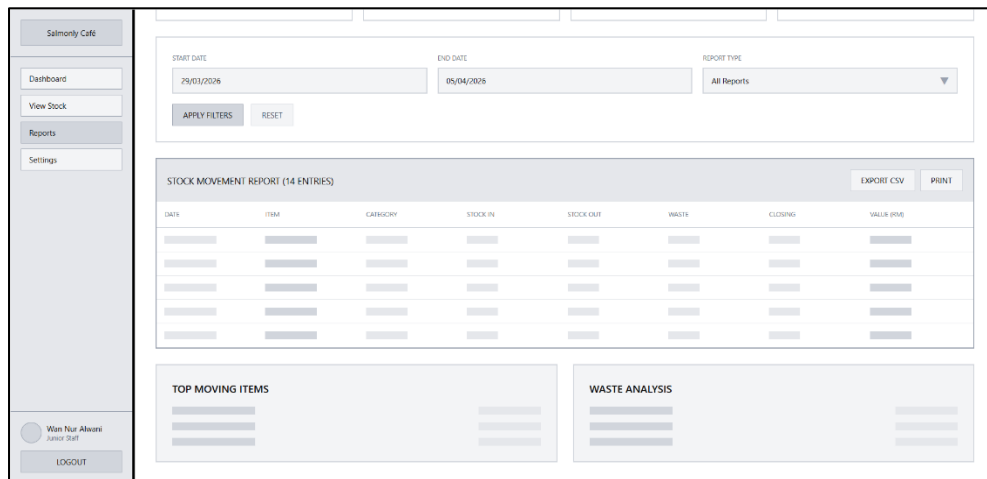 Salmonly Café
Dashboard
View Stock
Reports
Settings
Wan Nur Alwani
Junior Staff
LOGOUT
START DATE END DATE REPORT TYPE
29/03/2026 05/04/2026 All Reports
APPLY FILTERS RESET
STOCK MOVEMENT REPORT (14 ENTRIES) EXPORT CSV PRINT
DATE ITEM CATEGORY STOCK IN STOCK OUT WASTE CLOSING VALUE (RM)
TOP MOVING ITEMS WASTE ANALYSIS